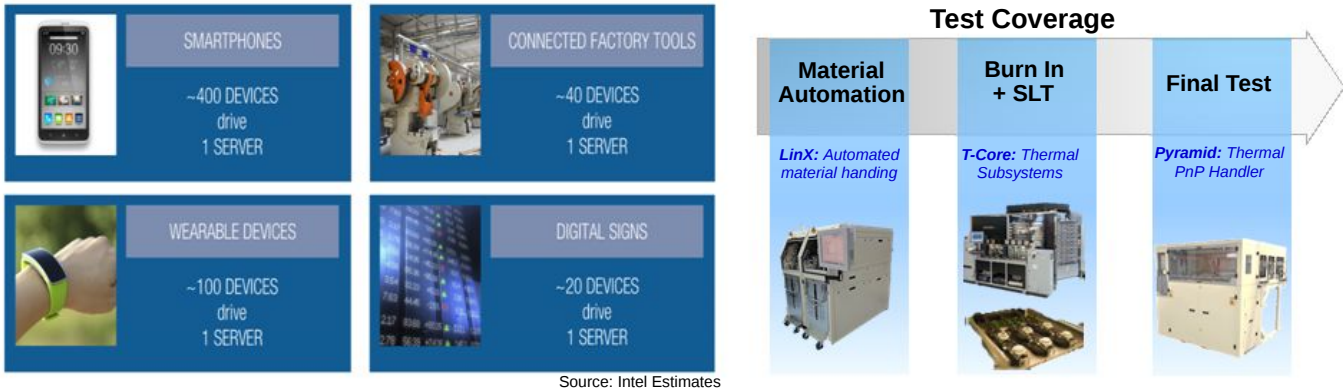 09:30
SMARTPHONES
~400 DEVICES
drive
1 SERVER
CONNECTED FACTORY TOOLS
~40 DEVICES
drive
1 SERVER
WEARABLE DEVICES
~100 DEVICES
drive
1 SERVER
DIGITAL SIGNS
~20 DEVICES
drive
1 SERVER
Source: Intel Estimates
Test Coverage
Material
Automation
Burn In
+ SLT
Final Test
LinX: Automated
material handing
T-Core: Thermal
Subsystems
Pyramid: Thermal
PnP Handler